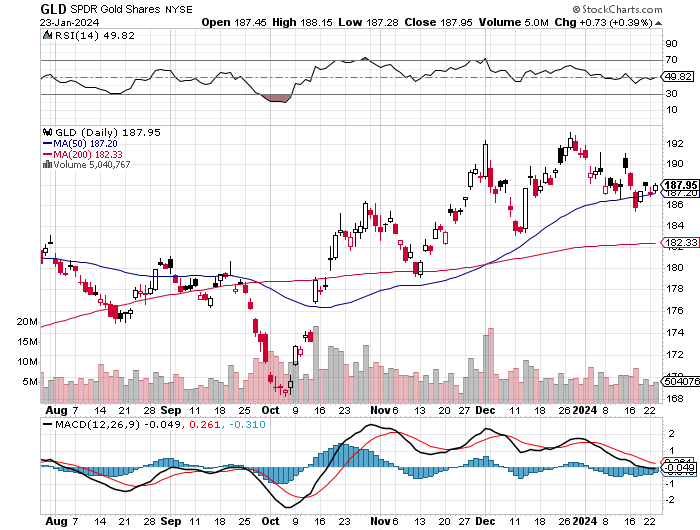 GLD SPDR Gold Shares NYSE © StockCharts.com
23-Jan-2024 Open 187.45 High 188.15 Low 187.28 Close 187.95 Volume 5.0M Chg +0.73 (+0.39%)
RSI(14) 49.82
90
70
49.82
30
10
GLD (Daily) 187.95
MA(50) 187.20
MA(200) 182.33
Volume 5,040,767
192
190
188
187.95
187.20
186
184
182.33
182
180
178
176
174
172
170
168
20M
15M
10M
5M
504076
Aug 7 14 21 28 Sep 11 18 25 Oct 9 16 23 Nov 6 13 20 27 Dec 11 18 26 2024 8 16 22
MACD(12,26,9) -0.049, 0.261, -0.310
2
1
0.261
-0.049
-1
-2
Aug 7 14 21 28 Sep 11 18 25 Oct 9 16 23 Nov 6 13 20 27 Dec 11 18 26 2024 8 16 22